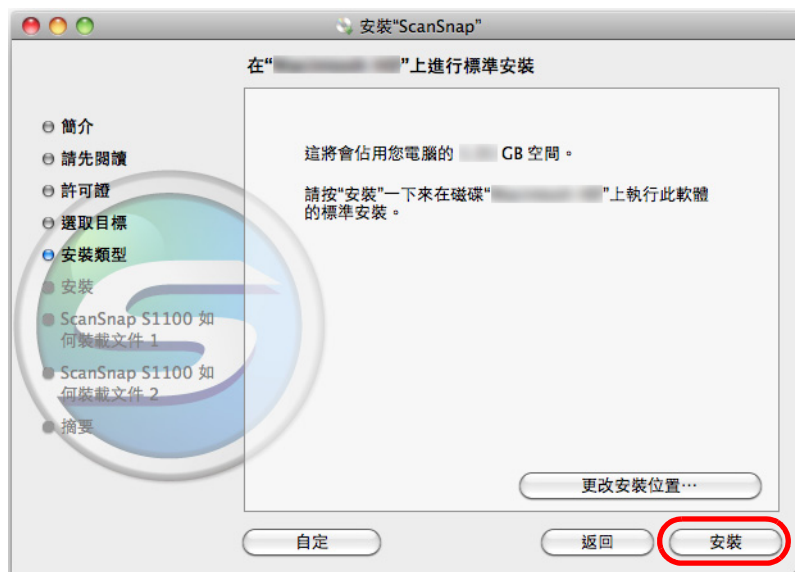 安裝“ScanSnap”
在“ ”上進行標準安裝
簡介
請先閱讀
許可證
選取目標
安裝類型
安裝
ScanSnap S1100 如
何裝載文件 1
ScanSnap S1100 如
何裝載文件 2
摘要
這將會佔用您電腦的 GB 空間。
請按“安裝”一下來在磁碟“ ”上執行此軟體
的標準安裝。
更改安裝位置…
自定
返回
安裝